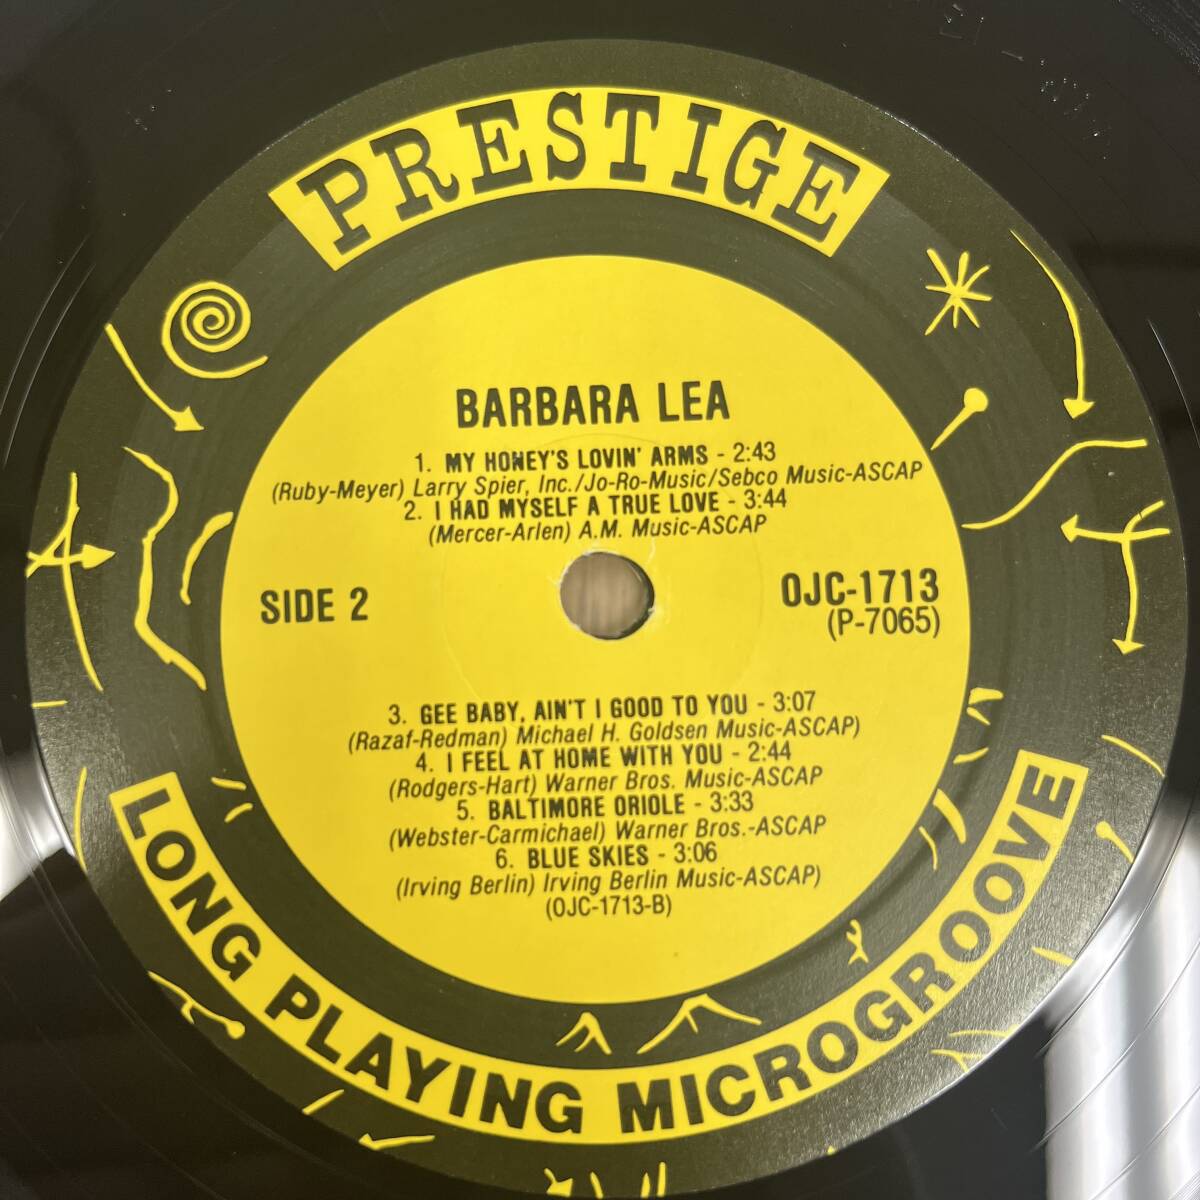 PRESTIGE
BARBARA LEA
1. MY HONEY'S LOVIN' ARMS - 2:43
(Ruby-Meyer) Larry Spier, Inc./Jo-Ro-Music/Sebco Music-ASCAP
2. I HAD MYSELF A TRUE LOVE - 3:44
(Mercer-Arlen) A.M. Music-ASCAP
SIDE 2
OJC-1713
(P-7065)
3. GEE BABY, AIN'T I GOOD TO YOU - 3:07
(Razaf-Redman) Michael H. Goldsen Music-ASCAP)
4. I FEEL AT HOME WITH YOU - 2:44
(Rodgers-Hart) Warner Bros. Music-ASCAP
5. BALTIMORE ORIOLE - 3:33
(Webster-Carmichael) Warner Bros.-ASCAP
6. BLUE SKIES - 3:06
(Irving Berlin) Irving Berlin Music-ASCAP)
(OJC-1713-B)
LONG PLAYING MICROGROOVE